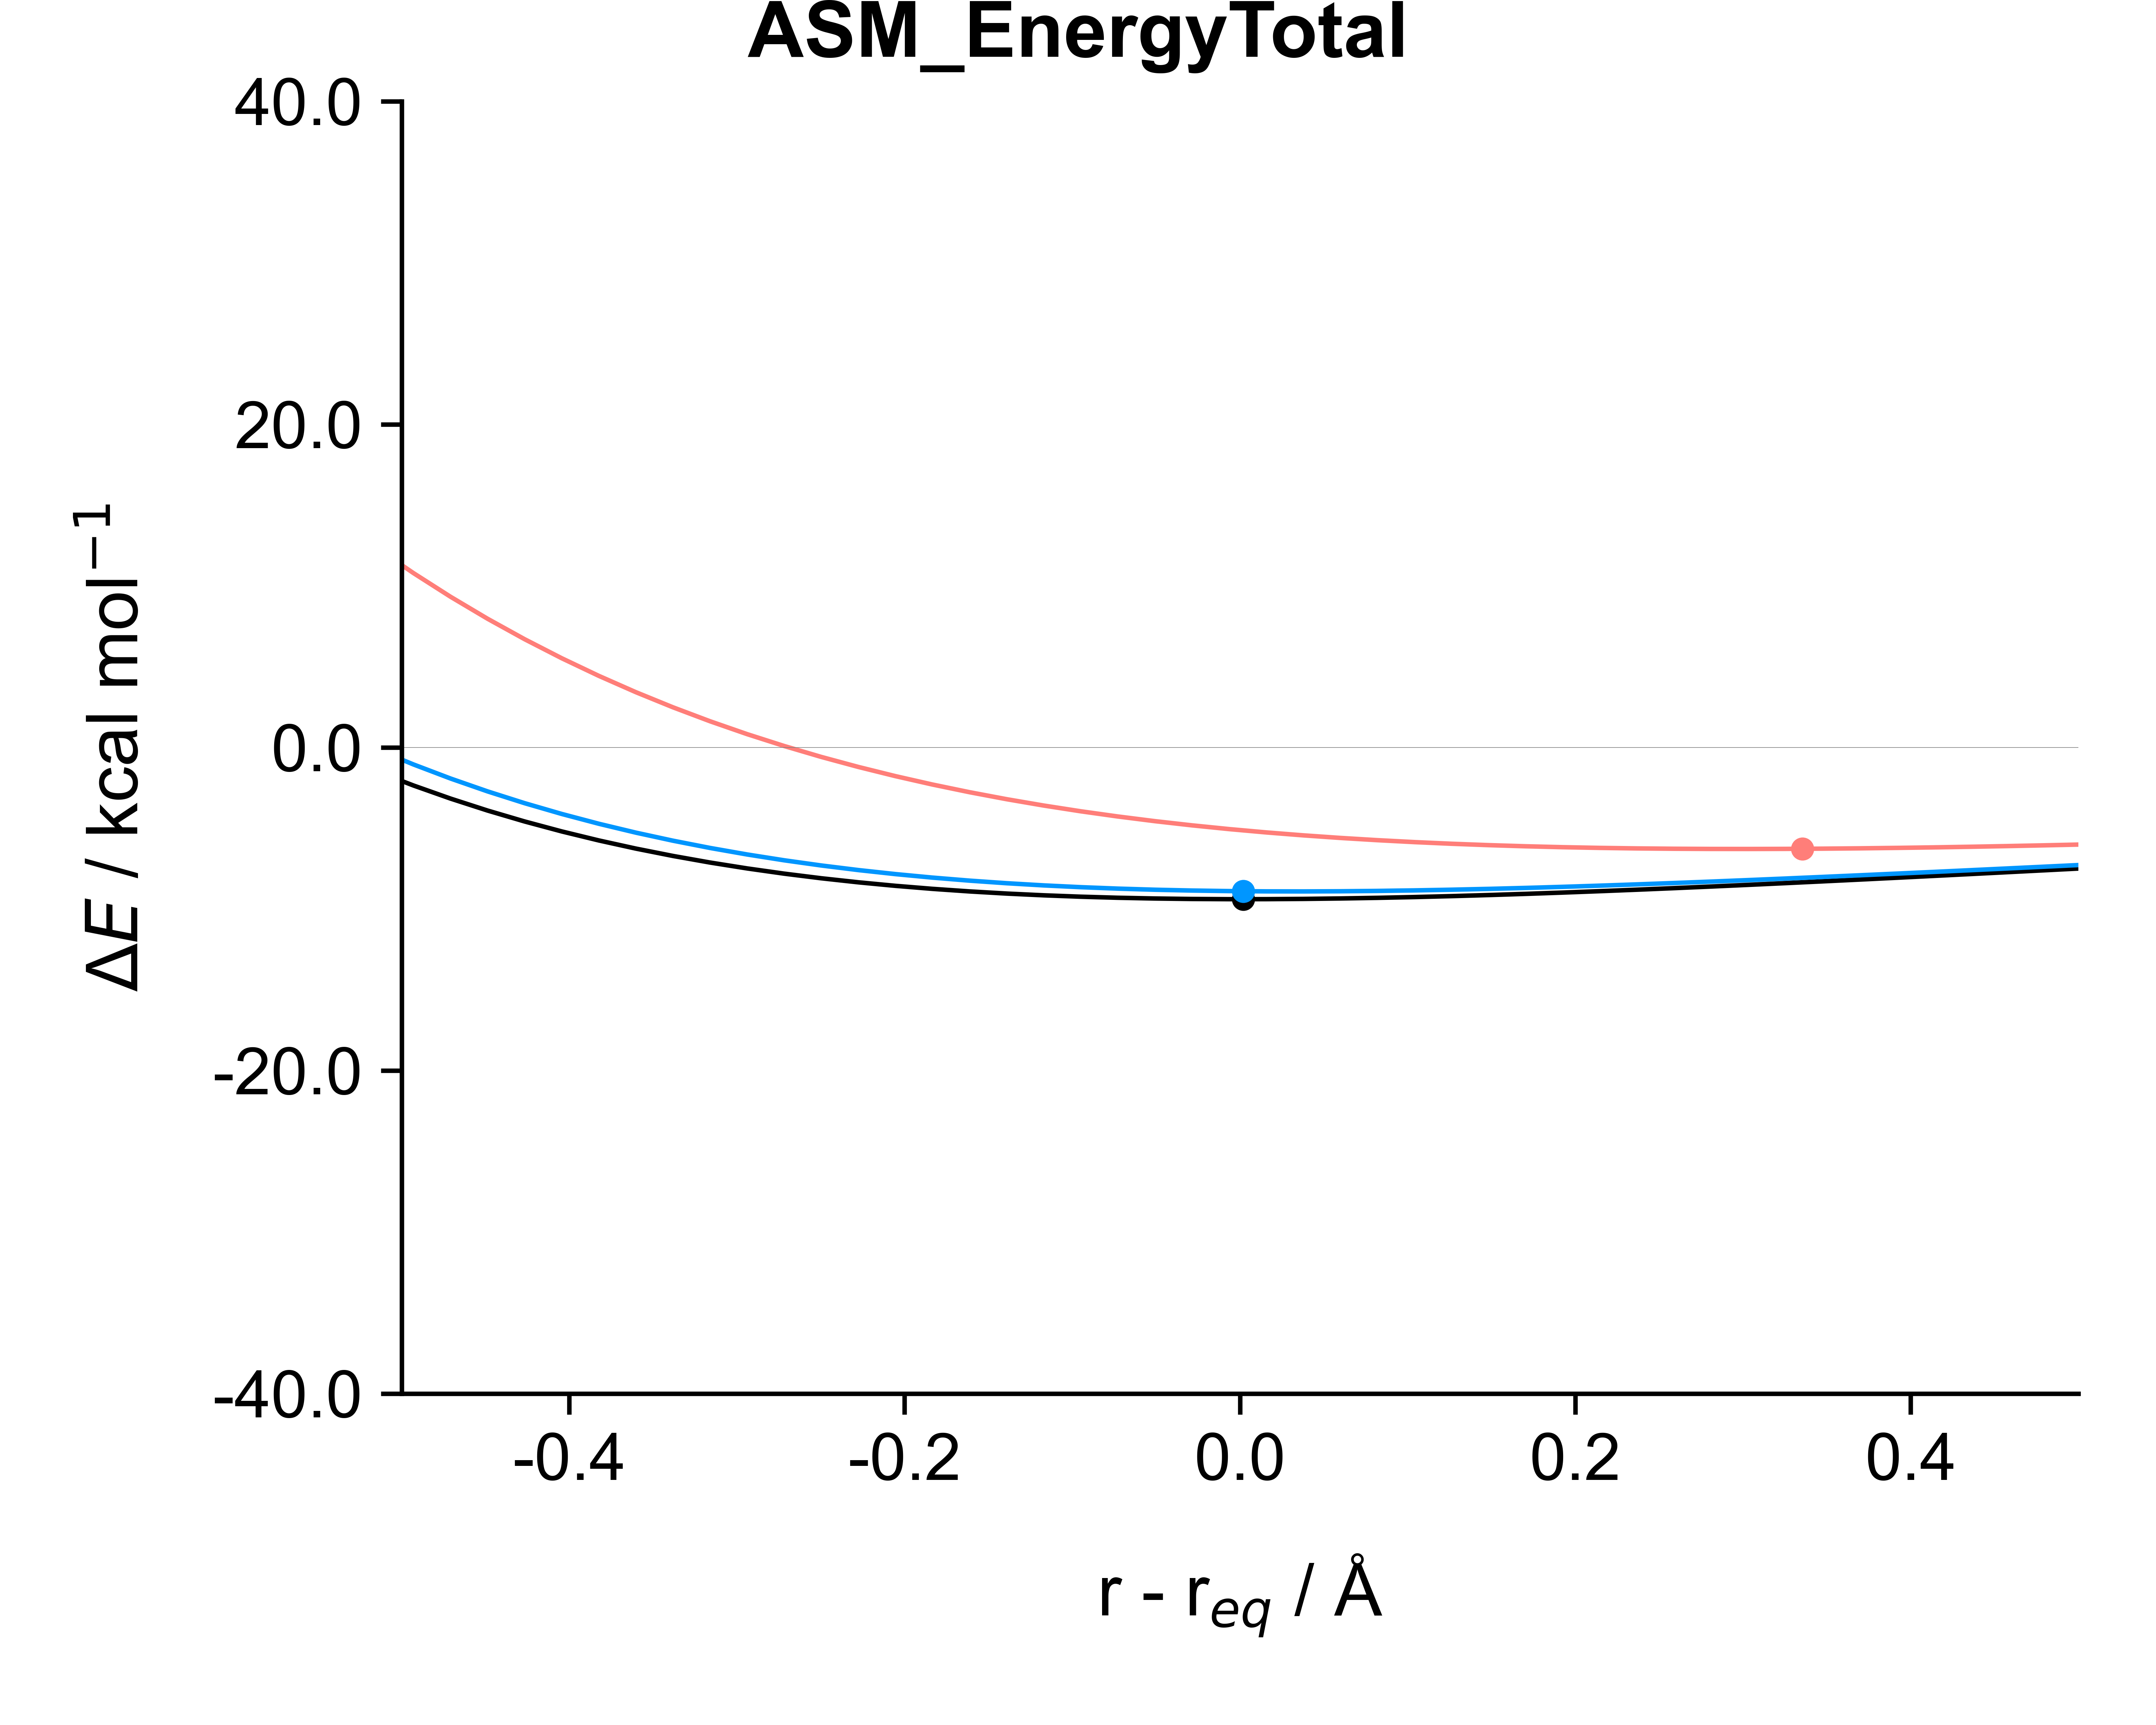 ASM_EnergyTotal
40.0
20.0
0.0
-20.0
-40.0
ΔE / kcal mol⁻¹
-0.4 -0.2 0.0 0.2 0.4
r - r_eq / Å